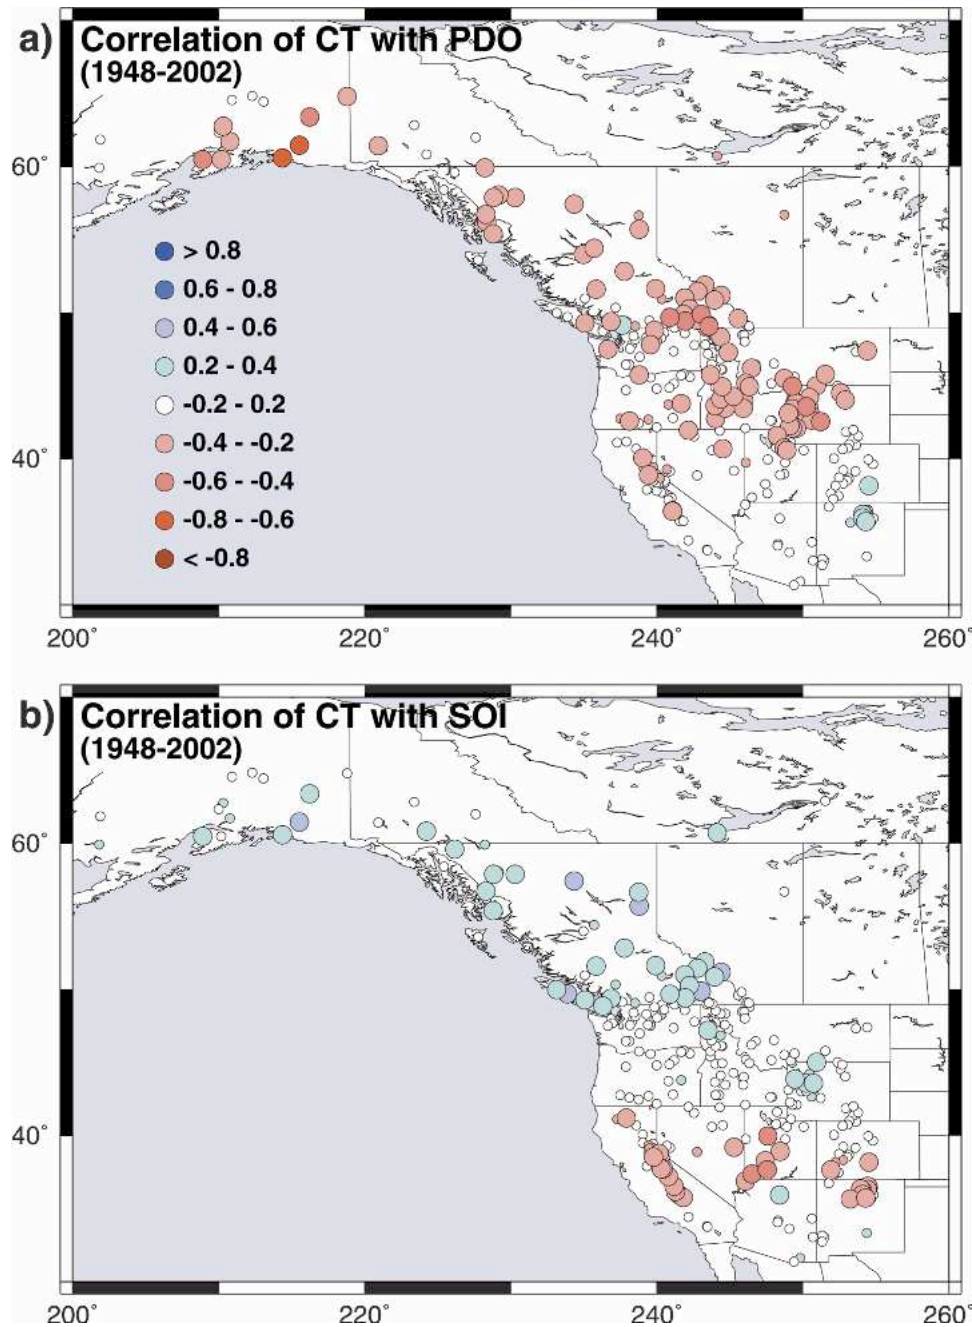 a) Correlation of CT with PDO
(1948-2002)
60°
> 0.8
0.6 - 0.8
0.4 - 0.6
0.2 - 0.4
-0.2 - 0.2
-0.4 - -0.2
-0.6 - -0.4
-0.8 - -0.6
< -0.8
40°
200° 220° 240° 260°
b) Correlation of CT with SOI
(1948-2002)
60°
40°
200° 220° 240° 260°